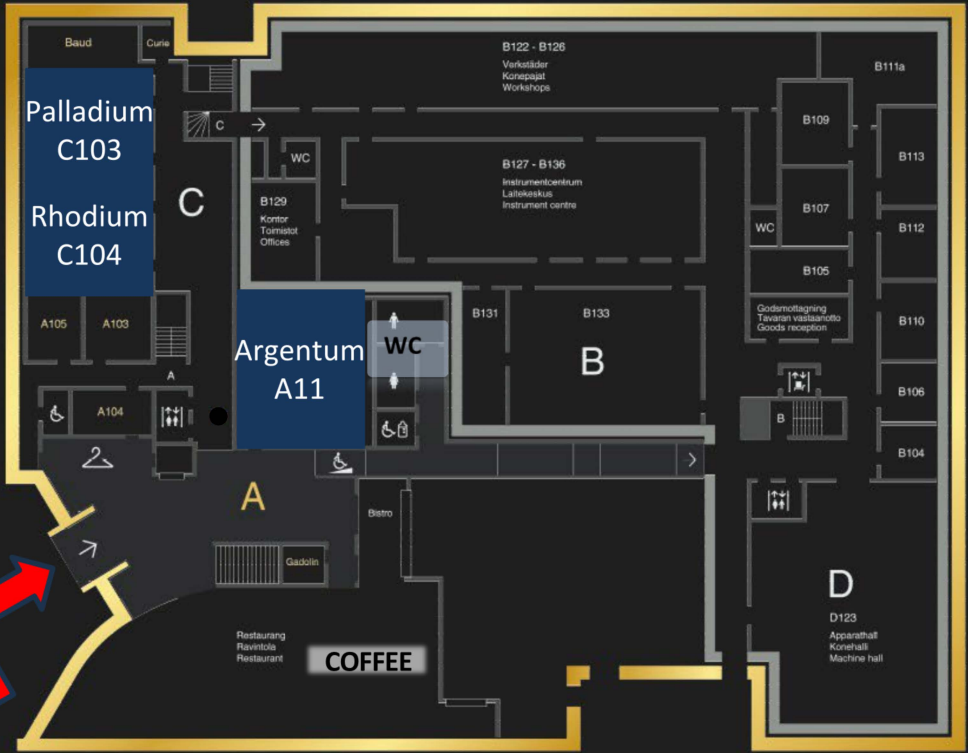 Baud
Curie
Palladium
C103
Rhodium
C104
C
C
WC
B129
Kontor
Toimistot
Offices
B122 - B126
Verkstäder
Konepajat
Workshops
B127 - B136
Instrumentcentrum
Laitekeskus
Instrument centre
B111a
B109
B113
B107
WC
B112
B105
Godsmottagning
Tavaran vastaanotto
Goods reception
B110
A105
A103
A
A104
Argentum
A11
WC
B131
B133
B
B106
B
B104
A
Bistro
Gadolin
Restaurang
Ravintola
Restaurant
COFFEE
D
D123
Apparathall
Konehalli
Machine hall